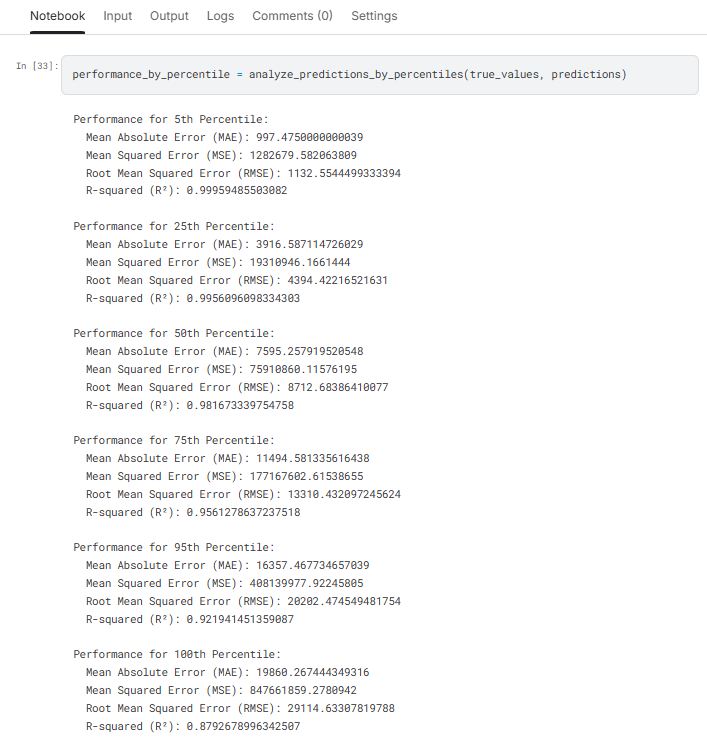 Notebook Input Output Logs Comments (0) Settings
In [33]: performance_by_percentile = analyze_predictions_by_percentiles(true_values, predictions)
Performance for 5th Percentile:
Mean Absolute Error (MAE): 997.4750000000039
Mean Squared Error (MSE): 1282679.582063809
Root Mean Squared Error (RMSE): 1132.5544499333394
R-squared (R²): 0.99959485503082
Performance for 25th Percentile:
Mean Absolute Error (MAE): 3916.587114726029
Mean Squared Error (MSE): 19310946.1661444
Root Mean Squared Error (RMSE): 4394.42216521631
R-squared (R²): 0.9956096098334303
Performance for 50th Percentile:
Mean Absolute Error (MAE): 7595.257919520548
Mean Squared Error (MSE): 75910860.11576195
Root Mean Squared Error (RMSE): 8712.68386410077
R-squared (R²): 0.981673339754758
Performance for 75th Percentile:
Mean Absolute Error (MAE): 11494.581335616438
Mean Squared Error (MSE): 177167602.61538655
Root Mean Squared Error (RMSE): 13310.432097245624
R-squared (R²): 0.9561278637237518
Performance for 95th Percentile:
Mean Absolute Error (MAE): 16357.467734657039
Mean Squared Error (MSE): 408139977.92245805
Root Mean Squared Error (RMSE): 20202.474549481754
R-squared (R²): 0.921941451359087
Performance for 100th Percentile:
Mean Absolute Error (MAE): 19860.267444349316
Mean Squared Error (MSE): 847661859.2780942
Root Mean Squared Error (RMSE): 29114.63307819788
R-squared (R²): 0.8792678996342507